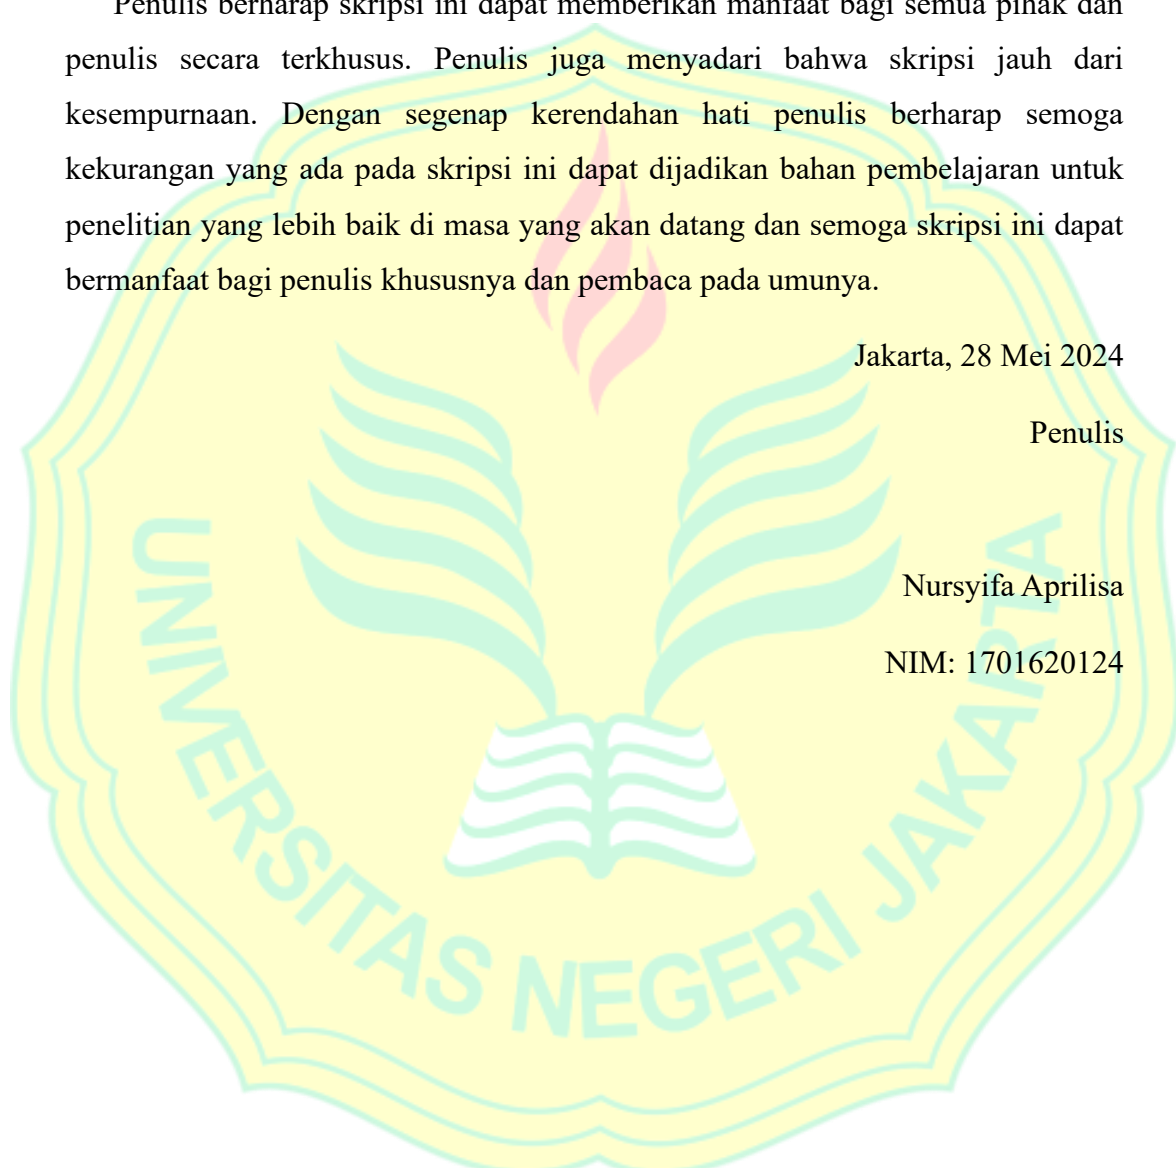 Penulis berharap skripsi ini dapat memberikan manfaat bagi semua pihak dan
penulis secara terkhusus. Penulis juga menyadari bahwa skripsi jauh dari
kesempurnaan. Dengan segenap kerendahan hati penulis berharap semoga
kekurangan yang ada pada skripsi ini dapat dijadikan bahan pembelajaran untuk
penelitian yang lebih baik di masa yang akan datang dan semoga skripsi ini dapat
bermanfaat bagi penulis khususnya dan pembaca pada umunya.
Jakarta, 28 Mei 2024
Penulis
Nursyifa Aprilisa
NIM: 1701620124
UNIVERSITAS NEGERI JAKARTA